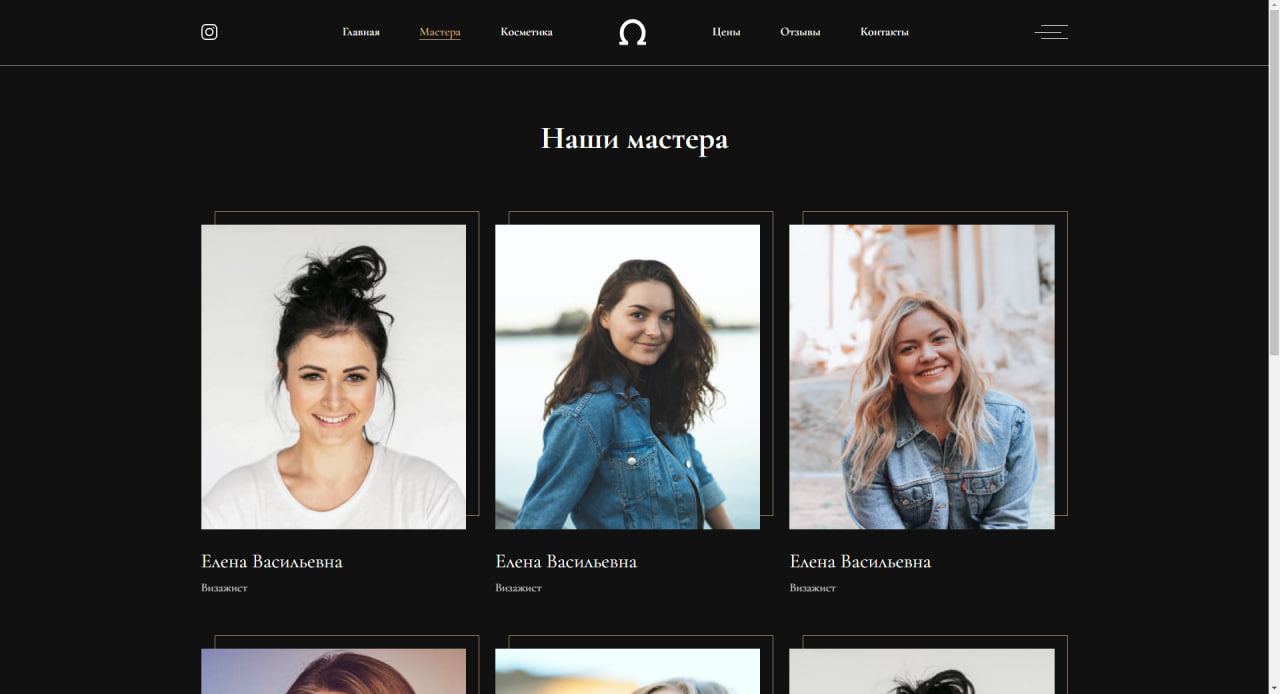 Главная Мастера Косметика Ω Цены Отзывы Контакты
Наши мастера
Елена Васильевна Елена Васильевна Елена Васильевна
Визажист Визажист Визажист